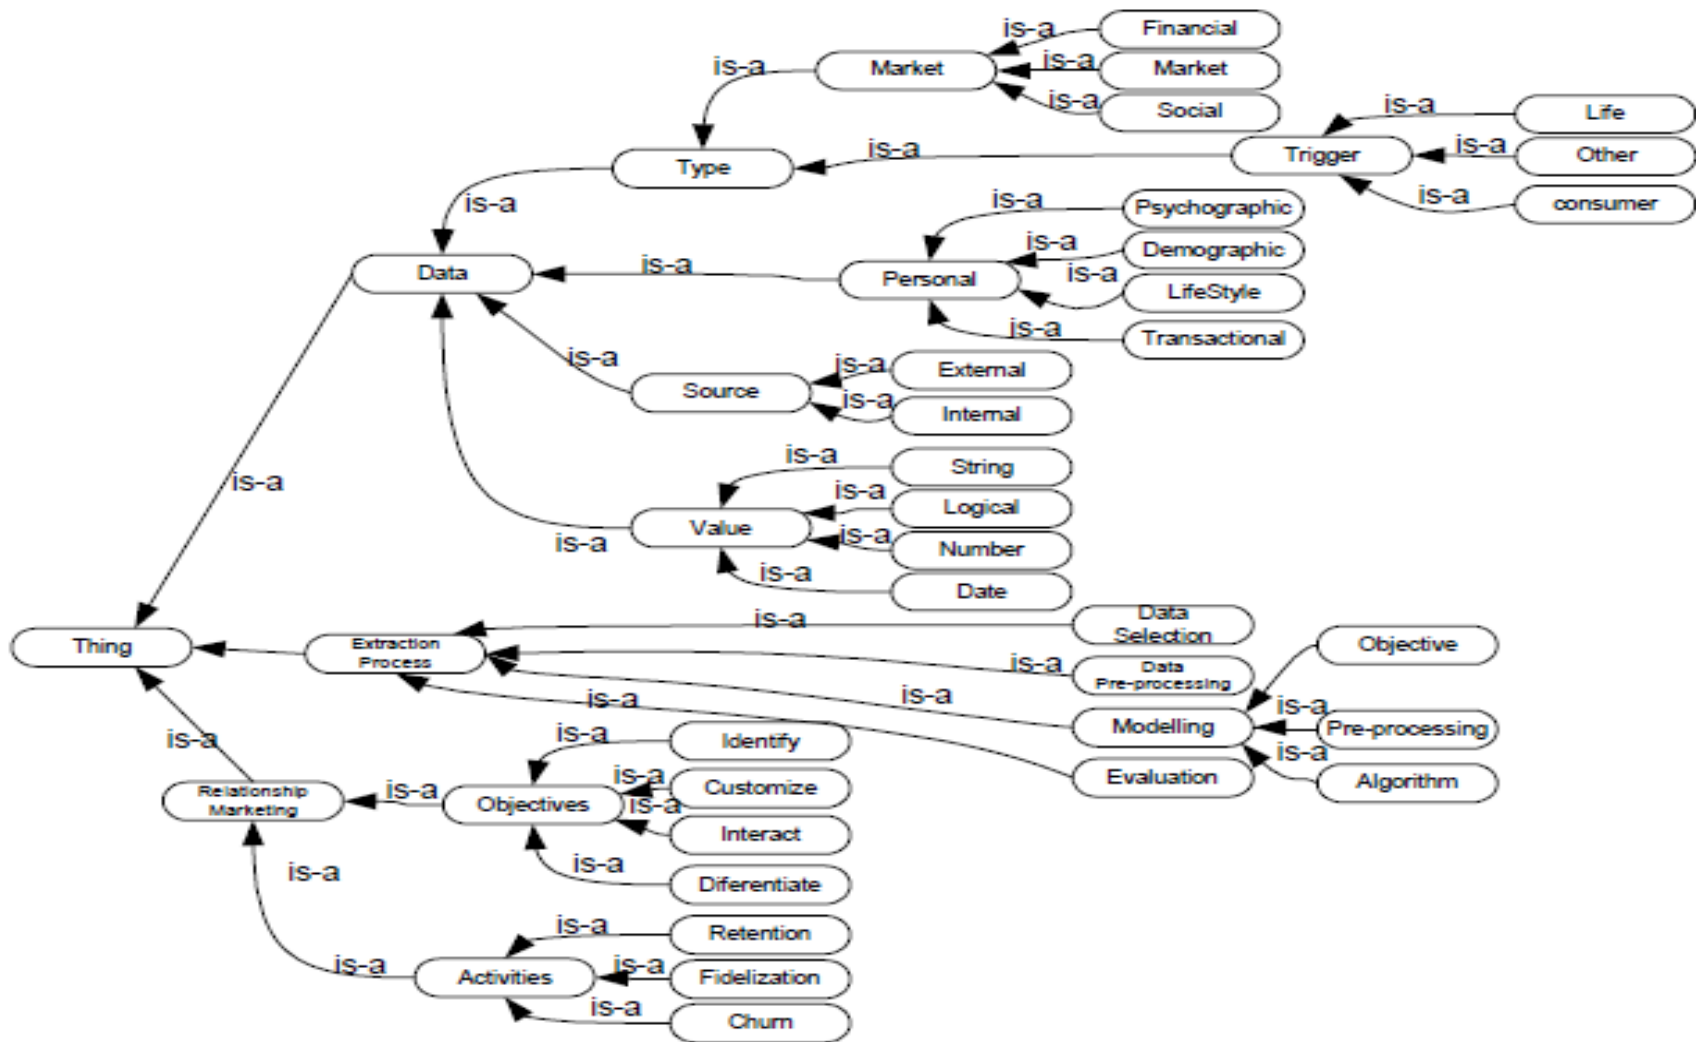 is-a
Financial
is-a
Market
is-a
Market
is-a
Social
is-a
Life
is-a
Type
is-a
Trigger
is-a
Other
is-a
consumer
is-a
is-a
Psychographic
is-a
Demographic
Data
is-a
Personal
is-a
LifeStyle
is-a
Transactional
is-a
Source
is-a
External
is-a
Internal
is-a
is-a
String
is-a
Logical
is-a
Value
is-a
Number
is-a
Date
is-a
Data
Selection
Thing
Extraction
Process
is-a
Data
Pre-processing
Objective
is-a
is-a
Modelling
is-a
Pre-processing
Evaluation
is-a
Algorithm
is-a
is-a
Identify
Relationship
Marketing
is-a
Objectives
is-a
Customize
is-a
Interact
is-a
Diferentiate
is-a
is-a
Retention
is-a
Activities
is-a
Fidelization
is-a
Churn